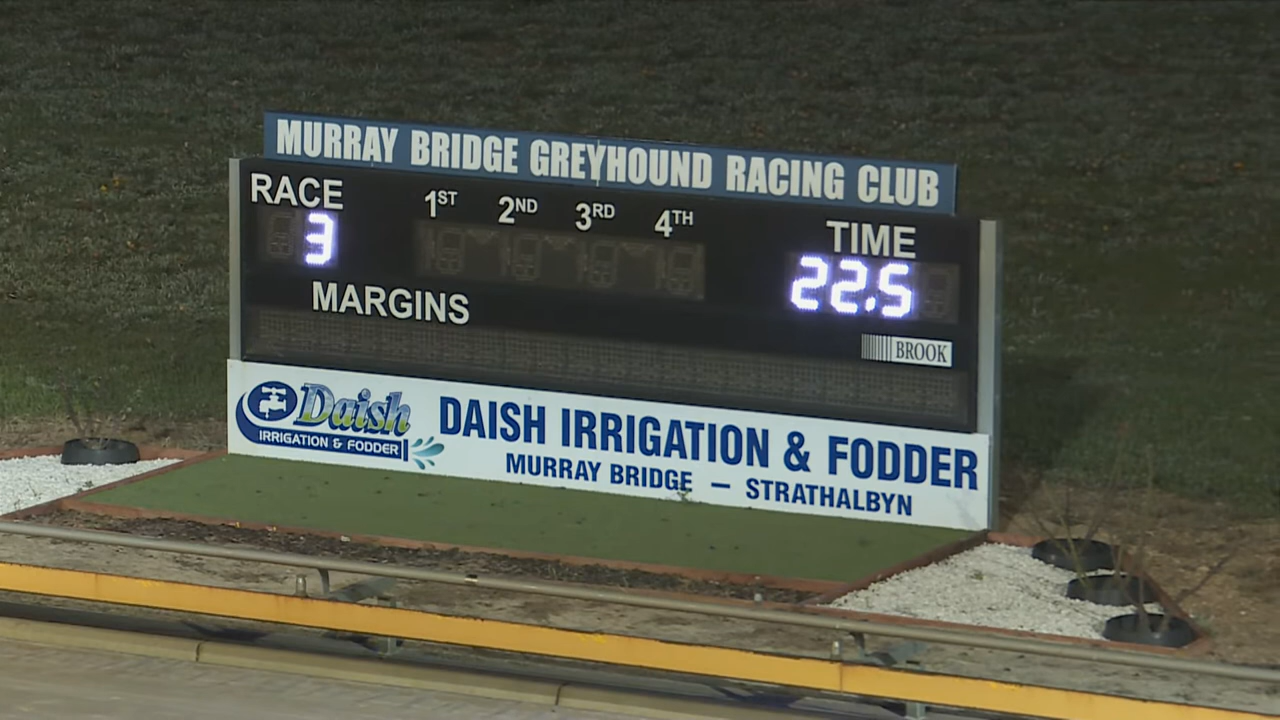 MURRAY BRIDGE GREYHOUND RACING CLUB
RACE 1ST 2ND 3RD 4TH TIME
3 22.5
MARGINS
BROOK
Daish
IRRIGATION & FODDER
DAISH IRRIGATION & FODDER
MURRAY BRIDGE – STRATHALBYN